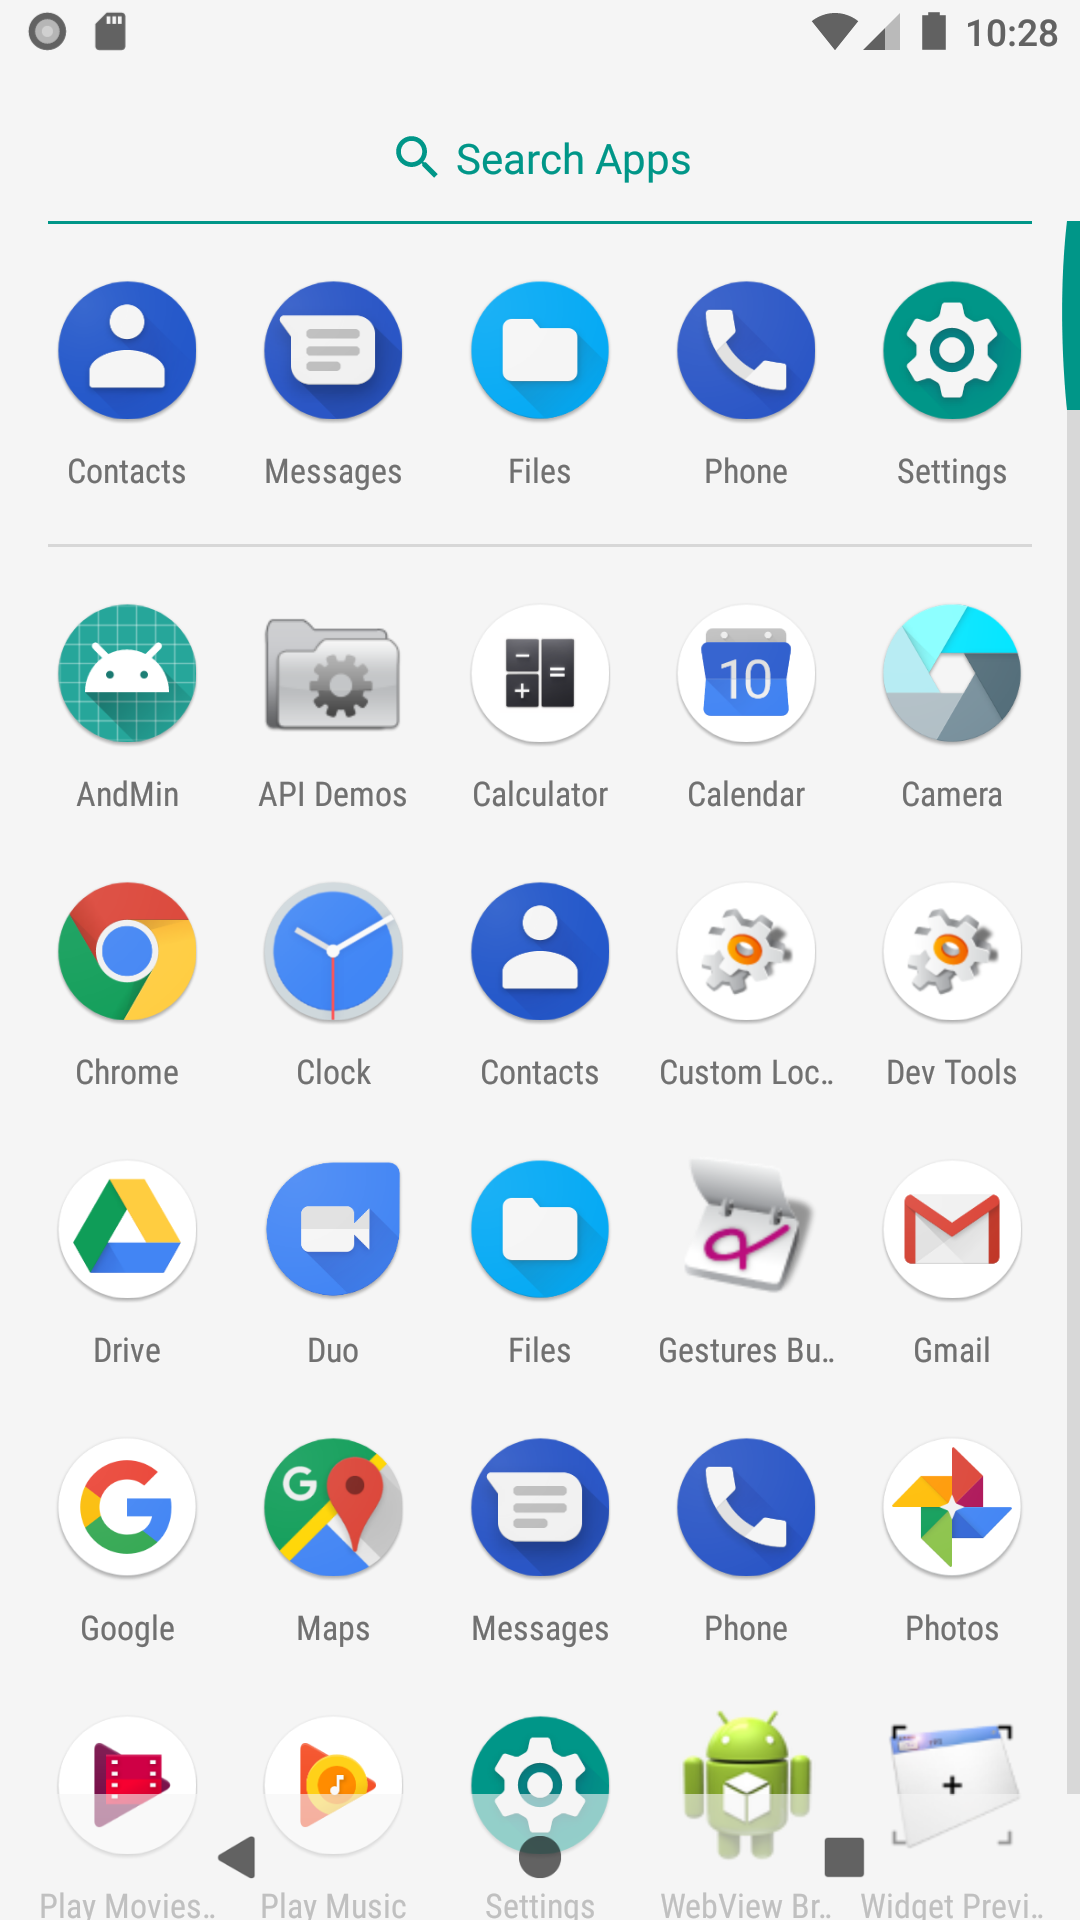 10:28
Search Apps
Contacts Messages Files Phone Settings
10
AndMin API Demos Calculator Calendar Camera
Chrome Clock Contacts Custom Loc… Dev Tools
Drive Duo Files Gestures Bu… Gmail
G
Google Maps Messages Phone Photos
Play Movies… Play Music Settings WebView Br… Widget Previ…